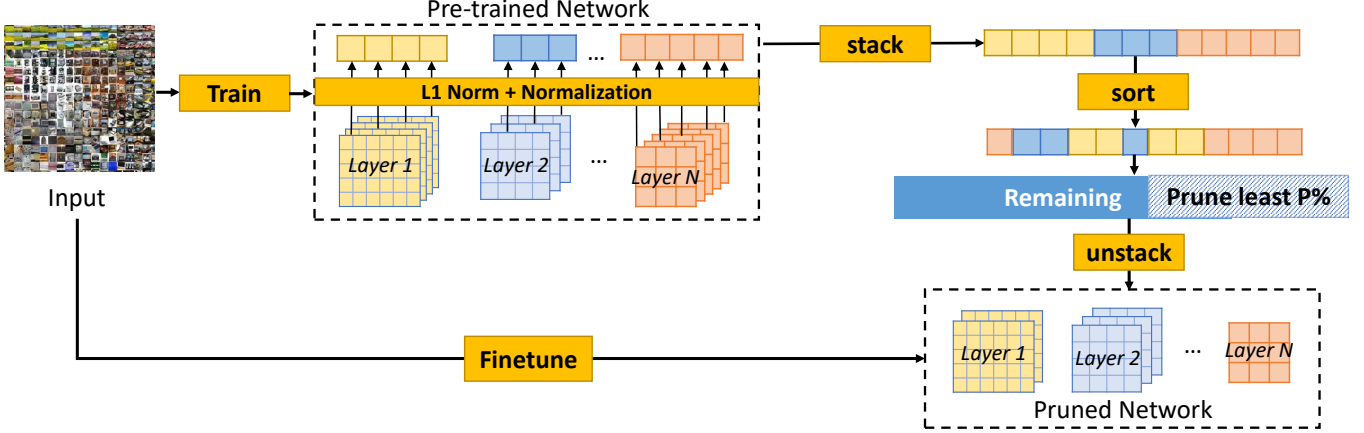 Pre-trained Network
stack
Train
L1 Norm + Normalization
sort
...
Layer 1
Layer 2
...
Layer N
Input
Remaining
Prune least P%
unstack
Finetune
Layer 1
Layer 2
...
Layer N
Pruned Network